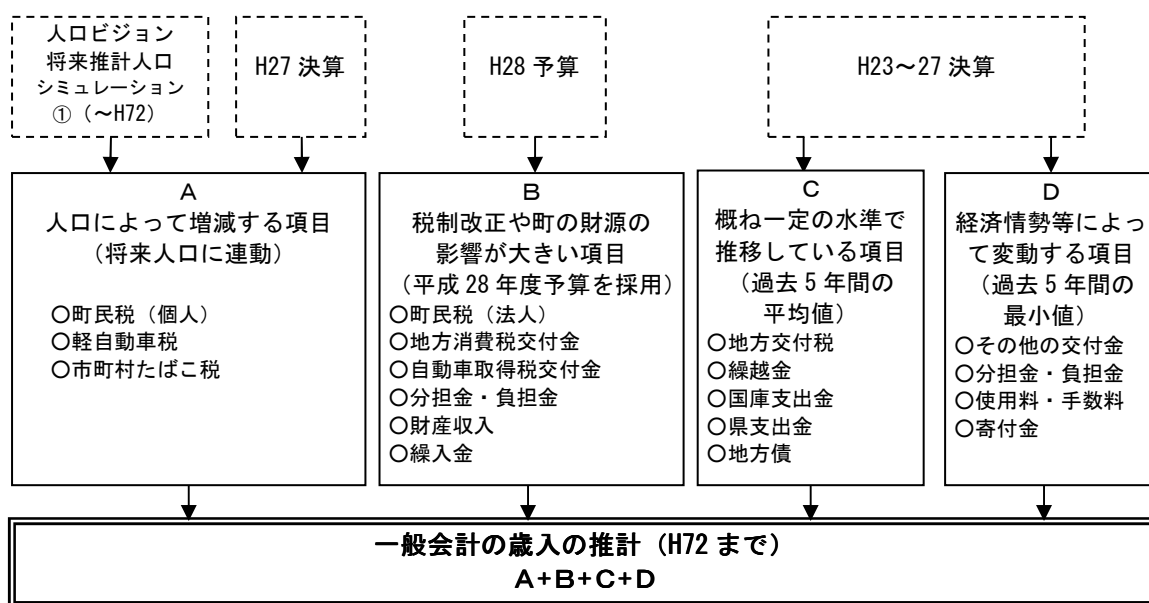 人口ビジョン
将来推計人口
シミュレーション
①（～H72）
H27 決算
H28 予算
H23～27 決算
A
人口によって増減する項目
（将来人口に連動）
○町民税（個人）
○軽自動車税
○市町村たばこ税
B
税制改正や町の財源の
影響が大きい項目
（平成 28 年度予算を採用）
○町民税（法人）
○地方消費税交付金
○自動車取得税交付金
○分担金・負担金
○財産収入
○繰入金
C
概ね一定の水準で
推移している項目
（過去 5 年間の
平均値）
○地方交付税
○繰越金
○国庫支出金
○県支出金
○地方債
D
経済情勢等によっ
て変動する項目
（過去 5 年間の
最小値）
○その他の交付金
○分担金・負担金
○使用料・手数料
○寄付金
一般会計の歳入の推計（H72 まで）
A+B+C+D